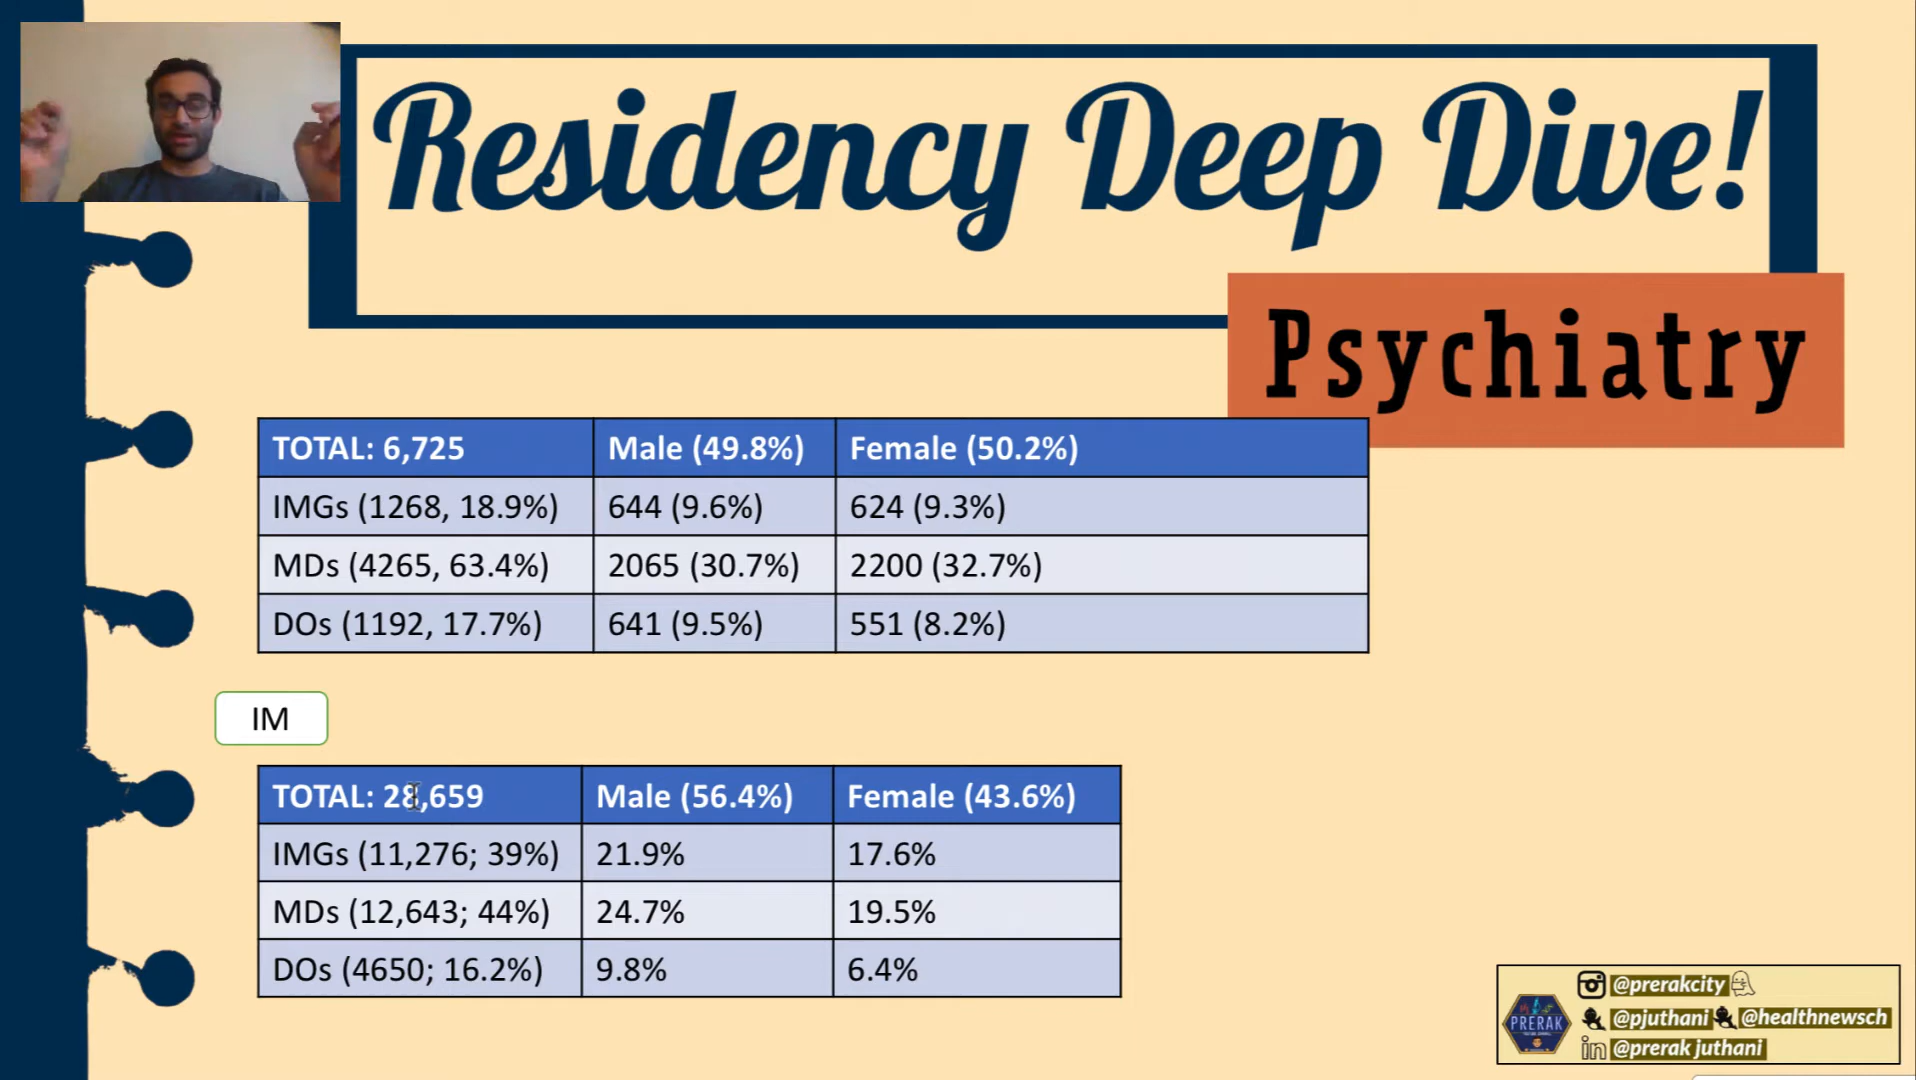 Residency Deep Dive!
Psychiatry
TOTAL: 6,725 Male (49.8%) Female (50.2%)
IMGs (1268, 18.9%) 644 (9.6%) 624 (9.3%)
MDs (4265, 63.4%) 2065 (30.7%) 2200 (32.7%)
DOs (1192, 17.7%) 641 (9.5%) 551 (8.2%)
IM
TOTAL: 28,659 Male (56.4%) Female (43.6%)
IMGs (11,276; 39%) 21.9% 17.6%
MDs (12,643; 44%) 24.7% 19.5%
DOs (4650; 16.2%) 9.8% 6.4%
@prerakcity
PRERAK
@pjuthani @healthnewsch
in @prerak juthani